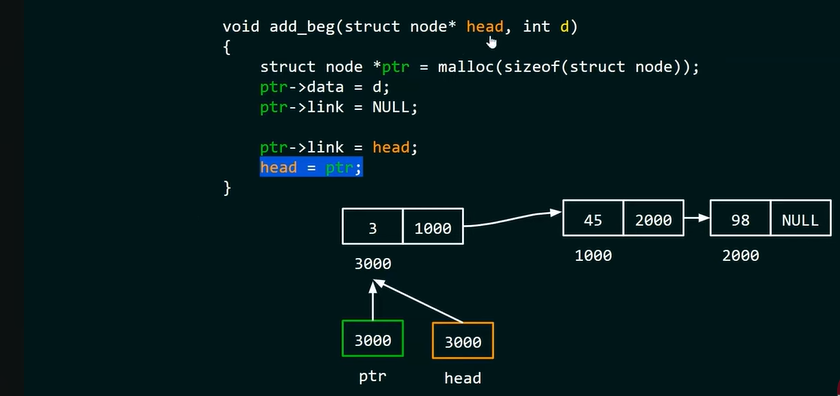 void add_beg(struct node* head, int d)
{
struct node *ptr = malloc(sizeof(struct node));
ptr->data = d;
ptr->link = NULL;
ptr->link = head;
head = ptr;
}
3 1000 45 2000 98 NULL
3000 1000 2000
3000 3000
ptr head